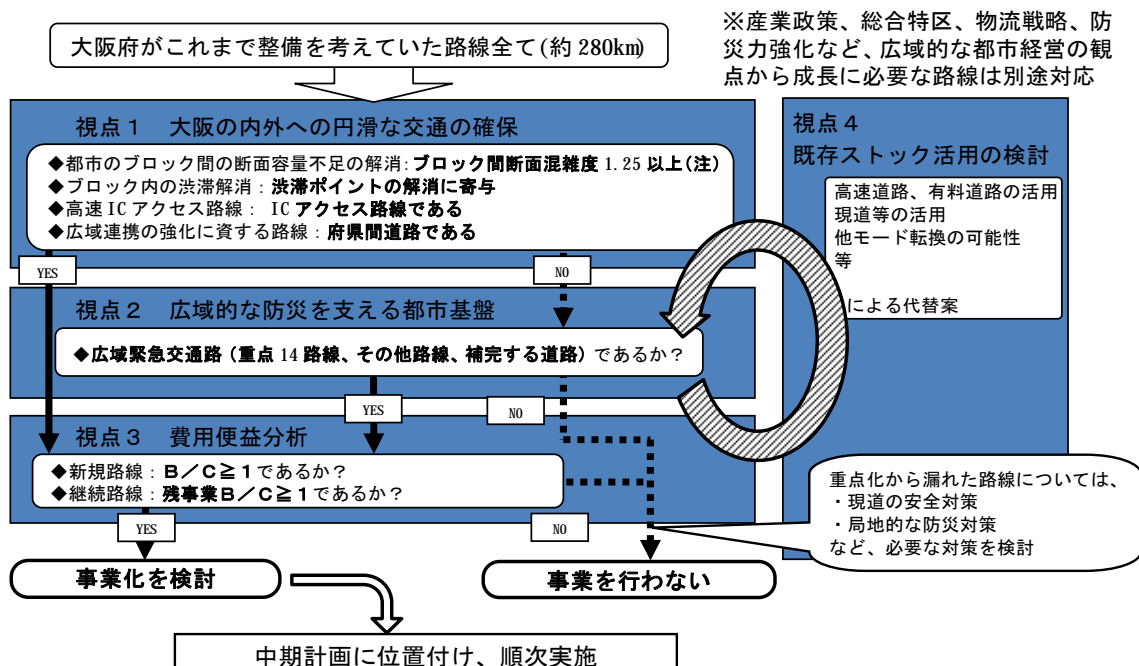 大阪府がこれまで整備を考えていた路線全て(約280km)
※産業政策、総合特区、物流戦略、防
災力強化など、広域的な都市経営の観
点から成長に必要な路線は別途対応
視点1 大阪の内外への円滑な交通の確保
◆都市のブロック間の断面容量不足の解消:ブロック間断面混雑度1.25以上(注)
◆ブロック内の渋滞解消:渋滞ポイントの解消に寄与
◆高速ICアクセス路線: ICアクセス路線である
◆広域連携の強化に資する路線:府県間道路である
YES
NO
視点2 広域的な防災を支える都市基盤
◆広域緊急交通路(重点14路線、その他路線、補完する道路)であるか?
YES
NO
視点3 費用便益分析
◆新規路線:B/C≧1であるか?
◆継続路線:残事業B/C≧1であるか?
YES
NO
事業化を検討
事業を行わない
中期計画に位置付け、順次実施
視点4
既存ストック活用の検討
高速道路、有料道路の活用
現道等の活用
他モード転換の可能性
等
による代替案
重点化から漏れた路線については、
・現道の安全対策
・局地的な防災対策
など、必要な対策を検討